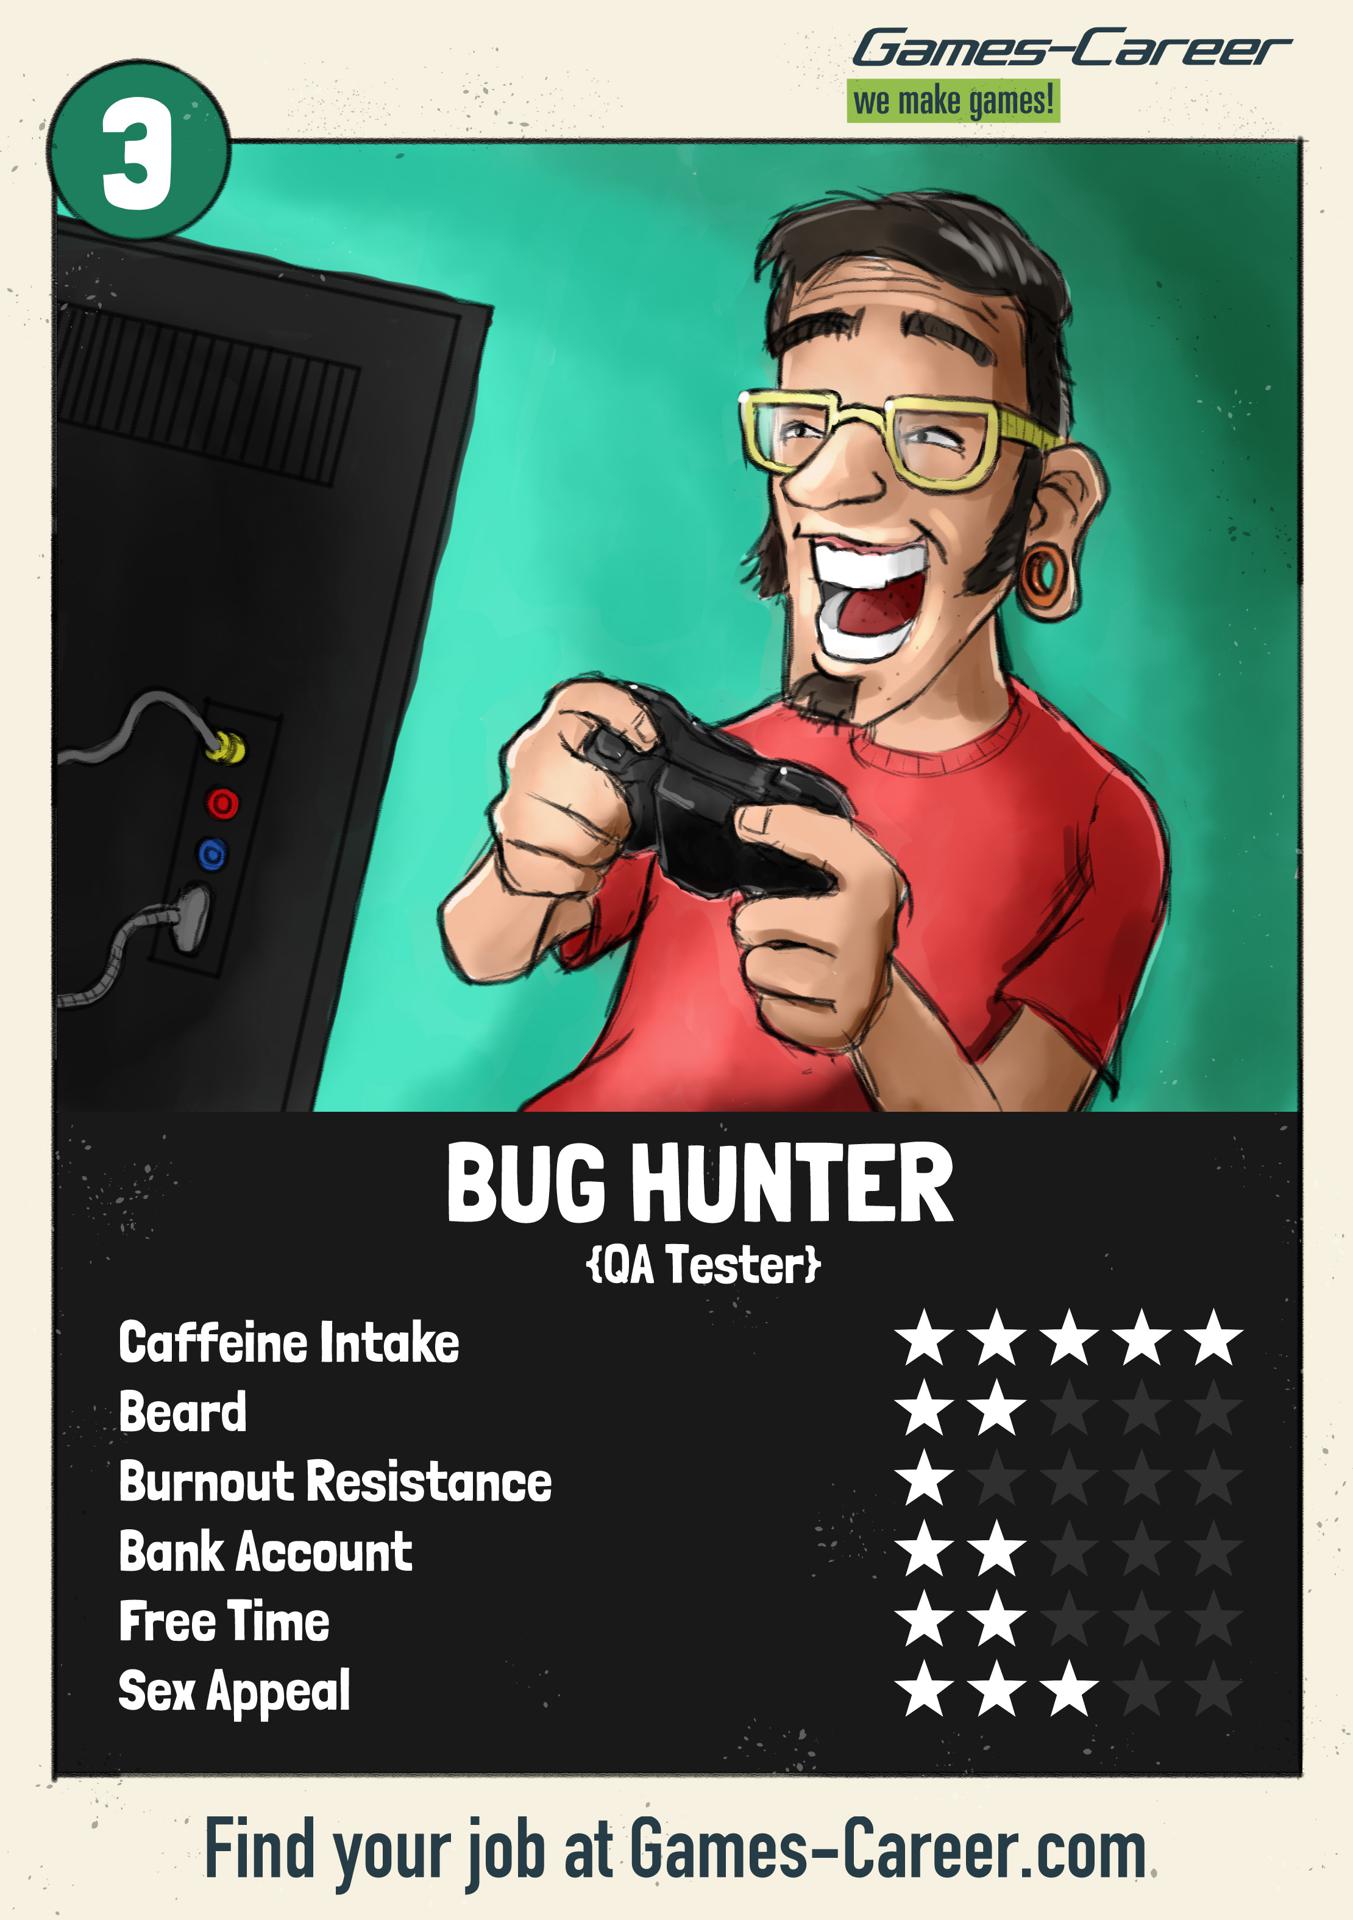 Games-Career
we make games!
3
BUG HUNTER
{QA Tester}
Caffeine Intake
Beard
Burnout Resistance
Bank Account
Free Time
Sex Appeal
Find your job at Games-Career.com